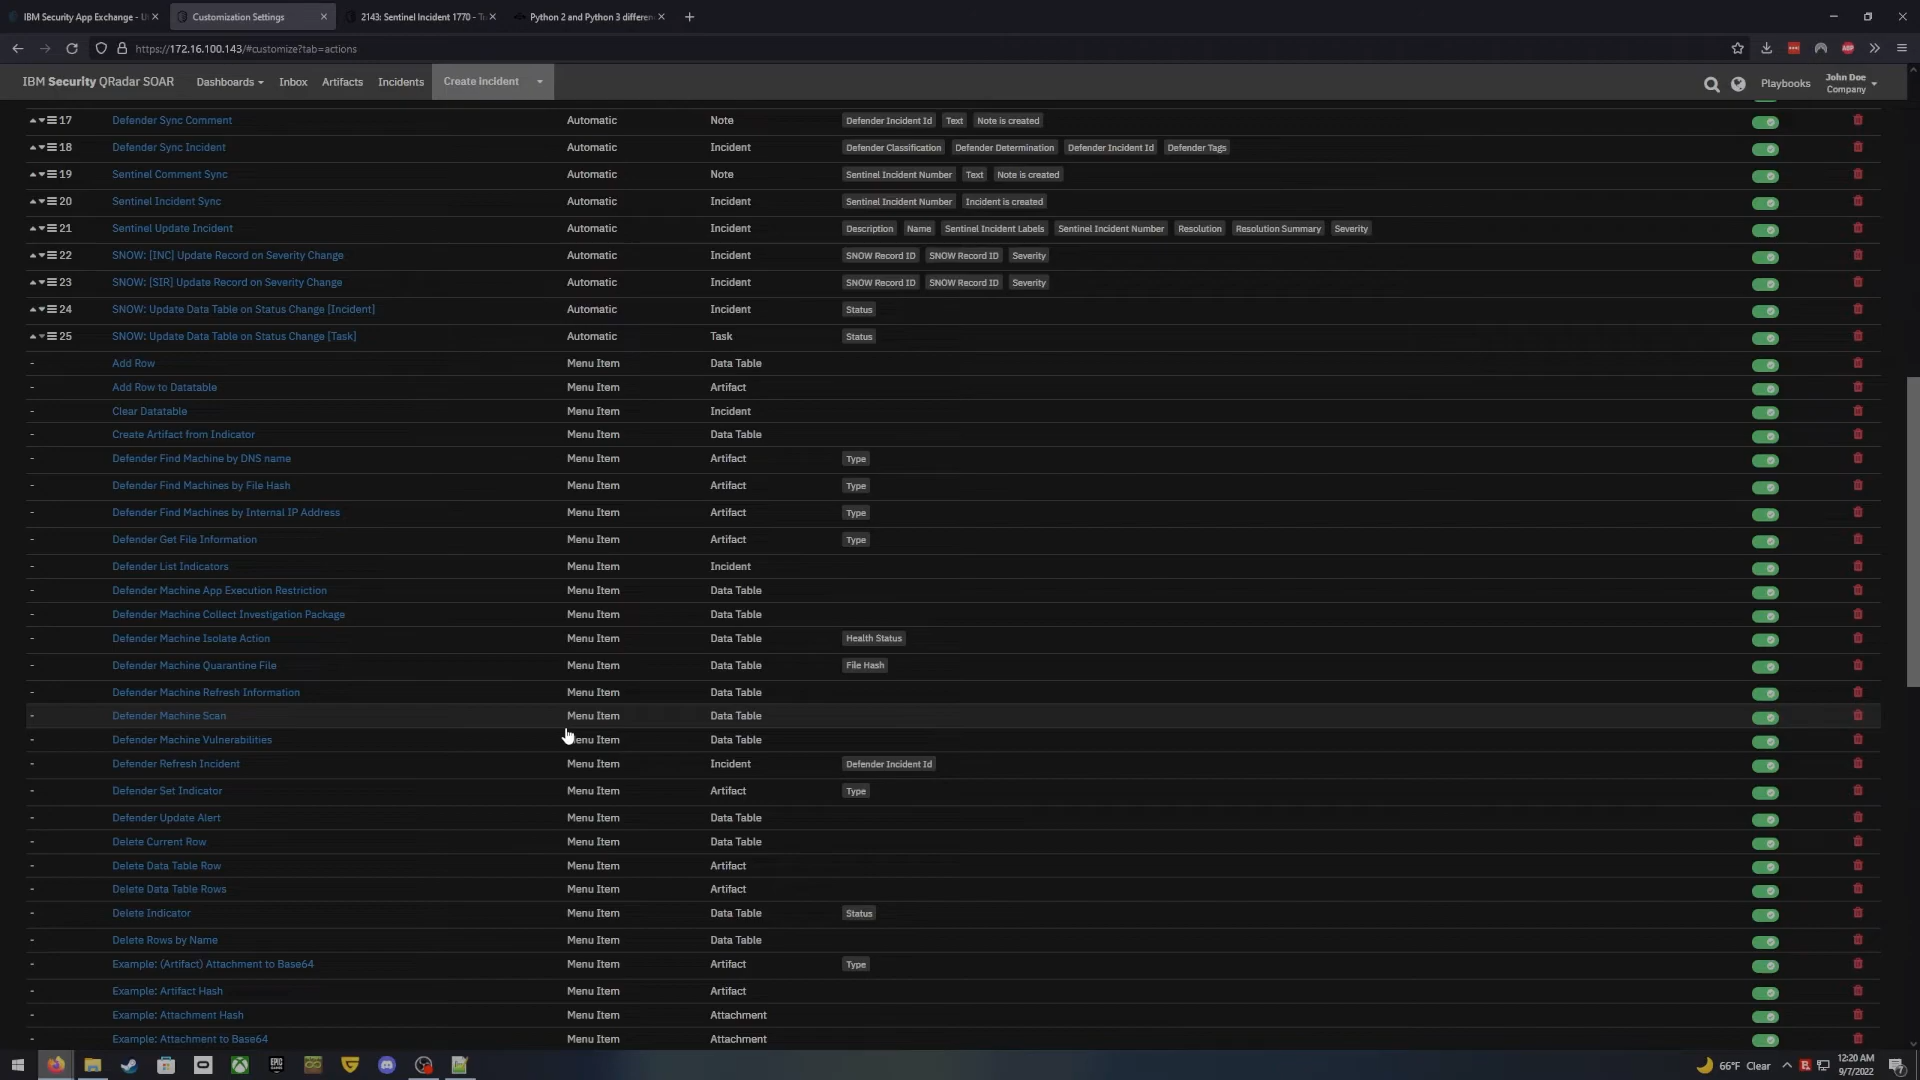 IBM Security App Exchange - U
Customization Settings
2143: Sentinel Incident 1770 - T
Python 2 and Python 3 differen
https://172.16.100.143/#customize?tab=actions
IBM Security QRadar SOAR Dashboards Inbox Artifacts Incidents Create Incident Playbooks John Doe
Company
17 Defender Sync Comment Automatic Note Defender Incident Id Text Note is created
18 Defender Sync Incident Automatic Incident Defender Classification Defender Determination Defender Incident Id Defender Tags
19 Sentinel Comment Sync Automatic Note Sentinel Incident Number Text Note is created
20 Sentinel Incident Sync Automatic Incident Sentinel Incident Number Incident is created
21 Sentinel Update Incident Automatic Incident Description Name Sentinel Incident Labels Sentinel Incident Number Resolution Resolution Summary Severity
22 SNOW: [INC] Update Record on Severity Change Automatic Incident SNOW Record ID SNOW Record ID Severity
23 SNOW: [SIR] Update Record on Severity Change Automatic Incident SNOW Record ID SNOW Record ID Severity
24 SNOW: Update Data Table on Status Change [Incident] Automatic Incident Status
25 SNOW: Update Data Table on Status Change [Task] Automatic Task Status
- Add Row Menu Item Data Table
- Add Row to Datatable Menu Item Artifact
- Clear Datatable Menu Item Incident
- Create Artifact from Indicator Menu Item Data Table
- Defender Find Machine by DNS name Menu Item Artifact Type
- Defender Find Machines by File Hash Menu Item Artifact Type
- Defender Find Machines by Internal IP Address Menu Item Artifact Type
- Defender Get File Information Menu Item Artifact Type
- Defender List Indicators Menu Item Incident
- Defender Machine App Execution Restriction Menu Item Data Table
- Defender Machine Collect Investigation Package Menu Item Data Table
- Defender Machine Isolate Action Menu Item Data Table Health Status
- Defender Machine Quarantine File Menu Item Data Table File Hash
- Defender Machine Refresh Information Menu Item Data Table
- Defender Machine Scan Menu Item Data Table
- Defender Machine Vulnerabilities Menu Item Data Table
- Defender Refresh Incident Menu Item Incident Defender Incident Id
- Defender Set Indicator Menu Item Artifact Type
- Defender Update Alert Menu Item Data Table
- Delete Current Row Menu Item Data Table
- Delete Data Table Row Menu Item Artifact
- Delete Data Table Rows Menu Item Artifact
- Delete Indicator Menu Item Data Table Status
- Delete Rows by Name Menu Item Data Table
- Example: (Artifact) Attachment to Base64 Menu Item Artifact Type
- Example: Artifact Hash Menu Item Artifact
- Example: Attachment Hash Menu Item Attachment
- Example: Attachment to Base64 Menu Item Attachment
66°F Clear 12:20 AM
9/7/2022